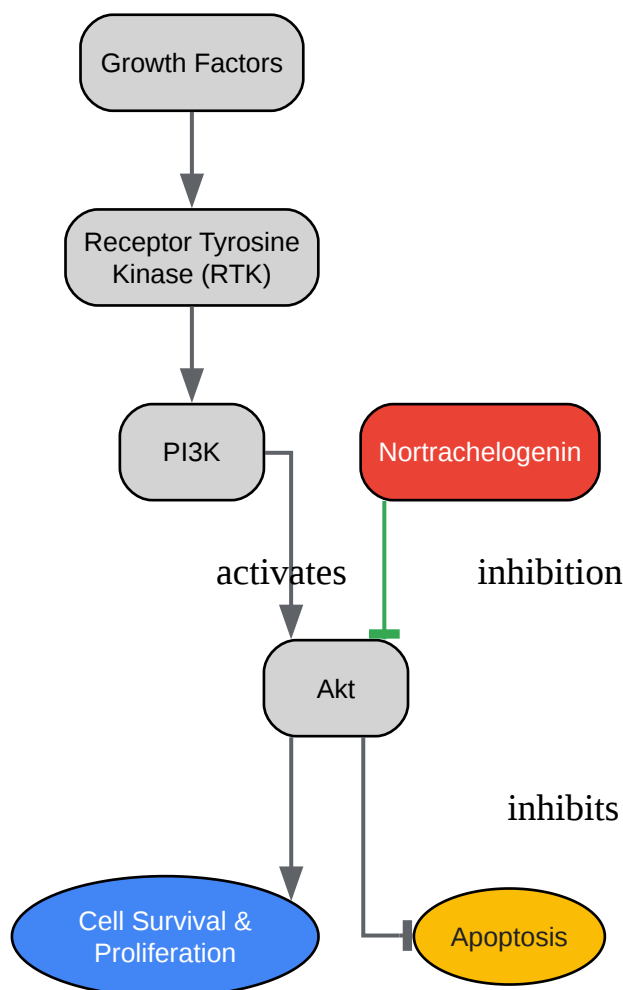 Growth Factors
Receptor Tyrosine
Kinase (RTK)
PI3K
Nortrachelogenin
activates
inhibition
Akt
inhibits
Cell Survival &
Proliferation
Apoptosis